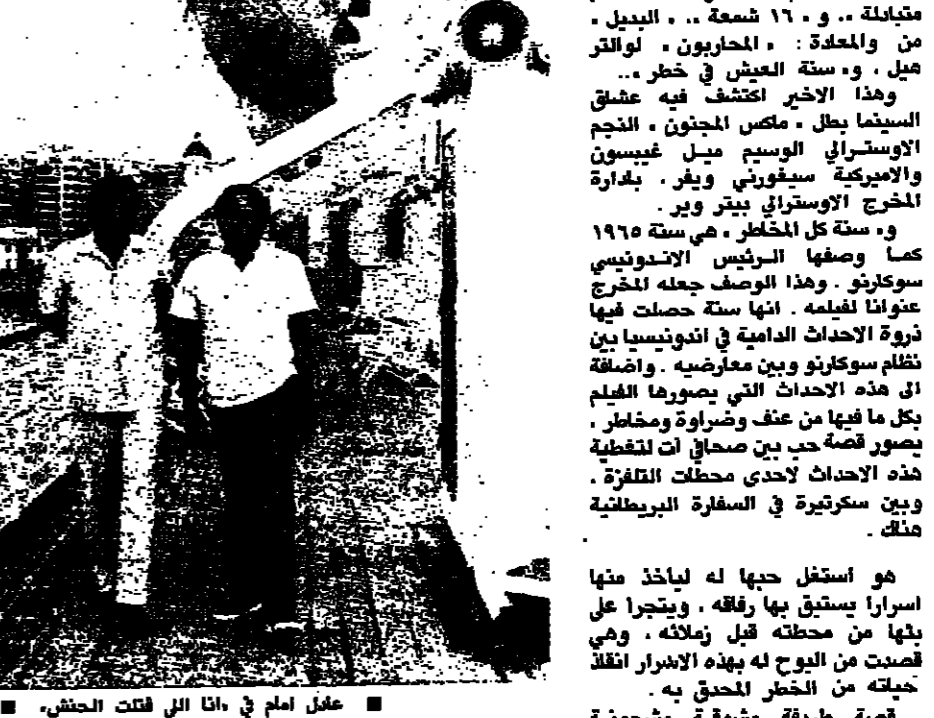 متبادلة .. و « ١٦ شمعة » .. « البديل »
من والمعادة : « المحاربون » لوالتر
هيل ، و« سنة العيش في خطر »..
وهذا الاخير اكتشف فيه عشاق
السينما بطل « ماكس المجنون » النجم
الاوسترالي الوسيم ميل غيبسون
والاميركية سيغورني ويفر ، بادارة
المخرج الاوسترالي بيتر وير .
و« سنة كل المخاطر » هي سنة ١٩٦٥
كما وصفها الرئيس الاندونيسي
سوكارنو . وهذا الوصف جعله المخرج
عنوانا لفيلمه . انها سنة حصلت فيها
ذروة الاحداث الدامية في اندونيسيا بين
نظام سوكارنو وبين معارضيه . واضافة
الى هذه الاحداث التي يصورها الفيلم
بكل ما فيها من عنف وضراوة ومخاطر ،
يصور قصة حب بين صحافي آت لتغطية
هذه الاحداث لاحدى محطات التلفزة ،
وبين سكرتيرة في السفارة البريطانية
هناك .
هو استغل حبها له ليأخذ منها
اسرارا يستبق بها رفاقه ، ويتجرأ على
بثها من محطته قبل زملائه ، وهي
قصدت من البوح له بهذه الاسرار انقاذ
حياته من الخطر المحدق به .
قصة طريفة وشيقة
■ عادل امام في «انا اللي قتلت الحنش» ■